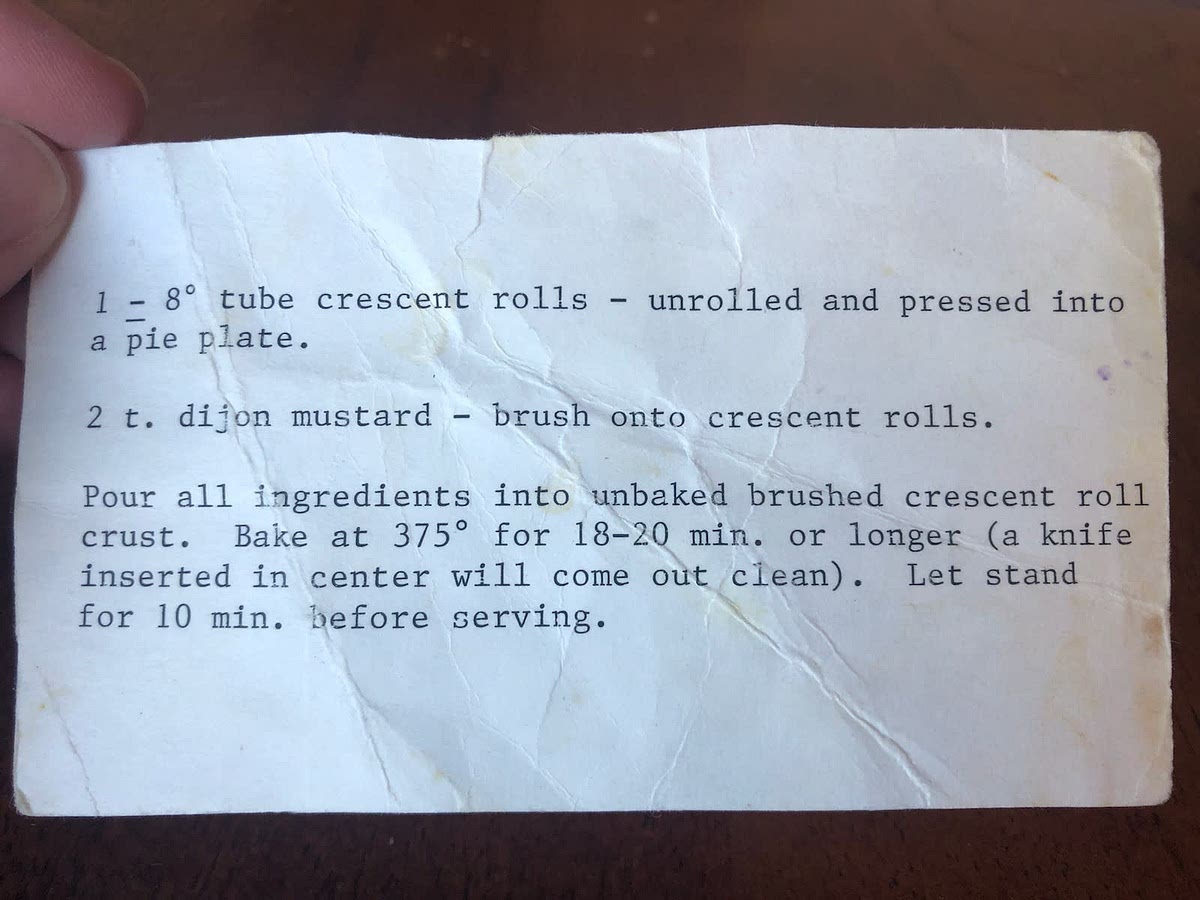 1 - 8° tube crescent rolls - unrolled and pressed into
a pie plate.
2 t. dijon mustard - brush onto crescent rolls.
Pour all ingredients into unbaked brushed crescent roll
crust.  Bake at 375° for 18-20 min. or longer (a knife
inserted in center will come out clean).  Let stand
for 10 min. before serving.